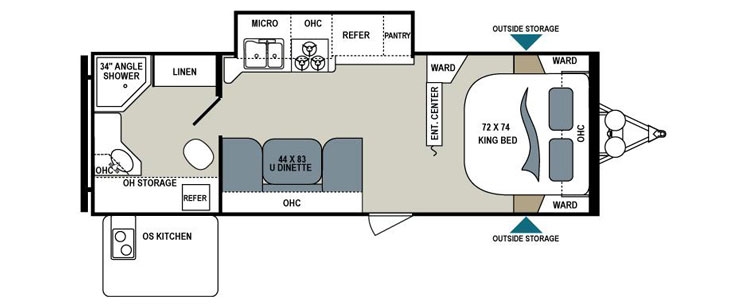 MICRO
OHC
REFER
PANTRY
OUTSIDE STORAGE
34" ANGLE
SHOWER
LINEN
WARD
WARD
ENT. CENTER
72 X 74
KING BED
OHC
44 X 83
U DINETTE
OHC
OH STORAGE
REFER
OHC
WARD
OS KITCHEN
OUTSIDE STORAGE